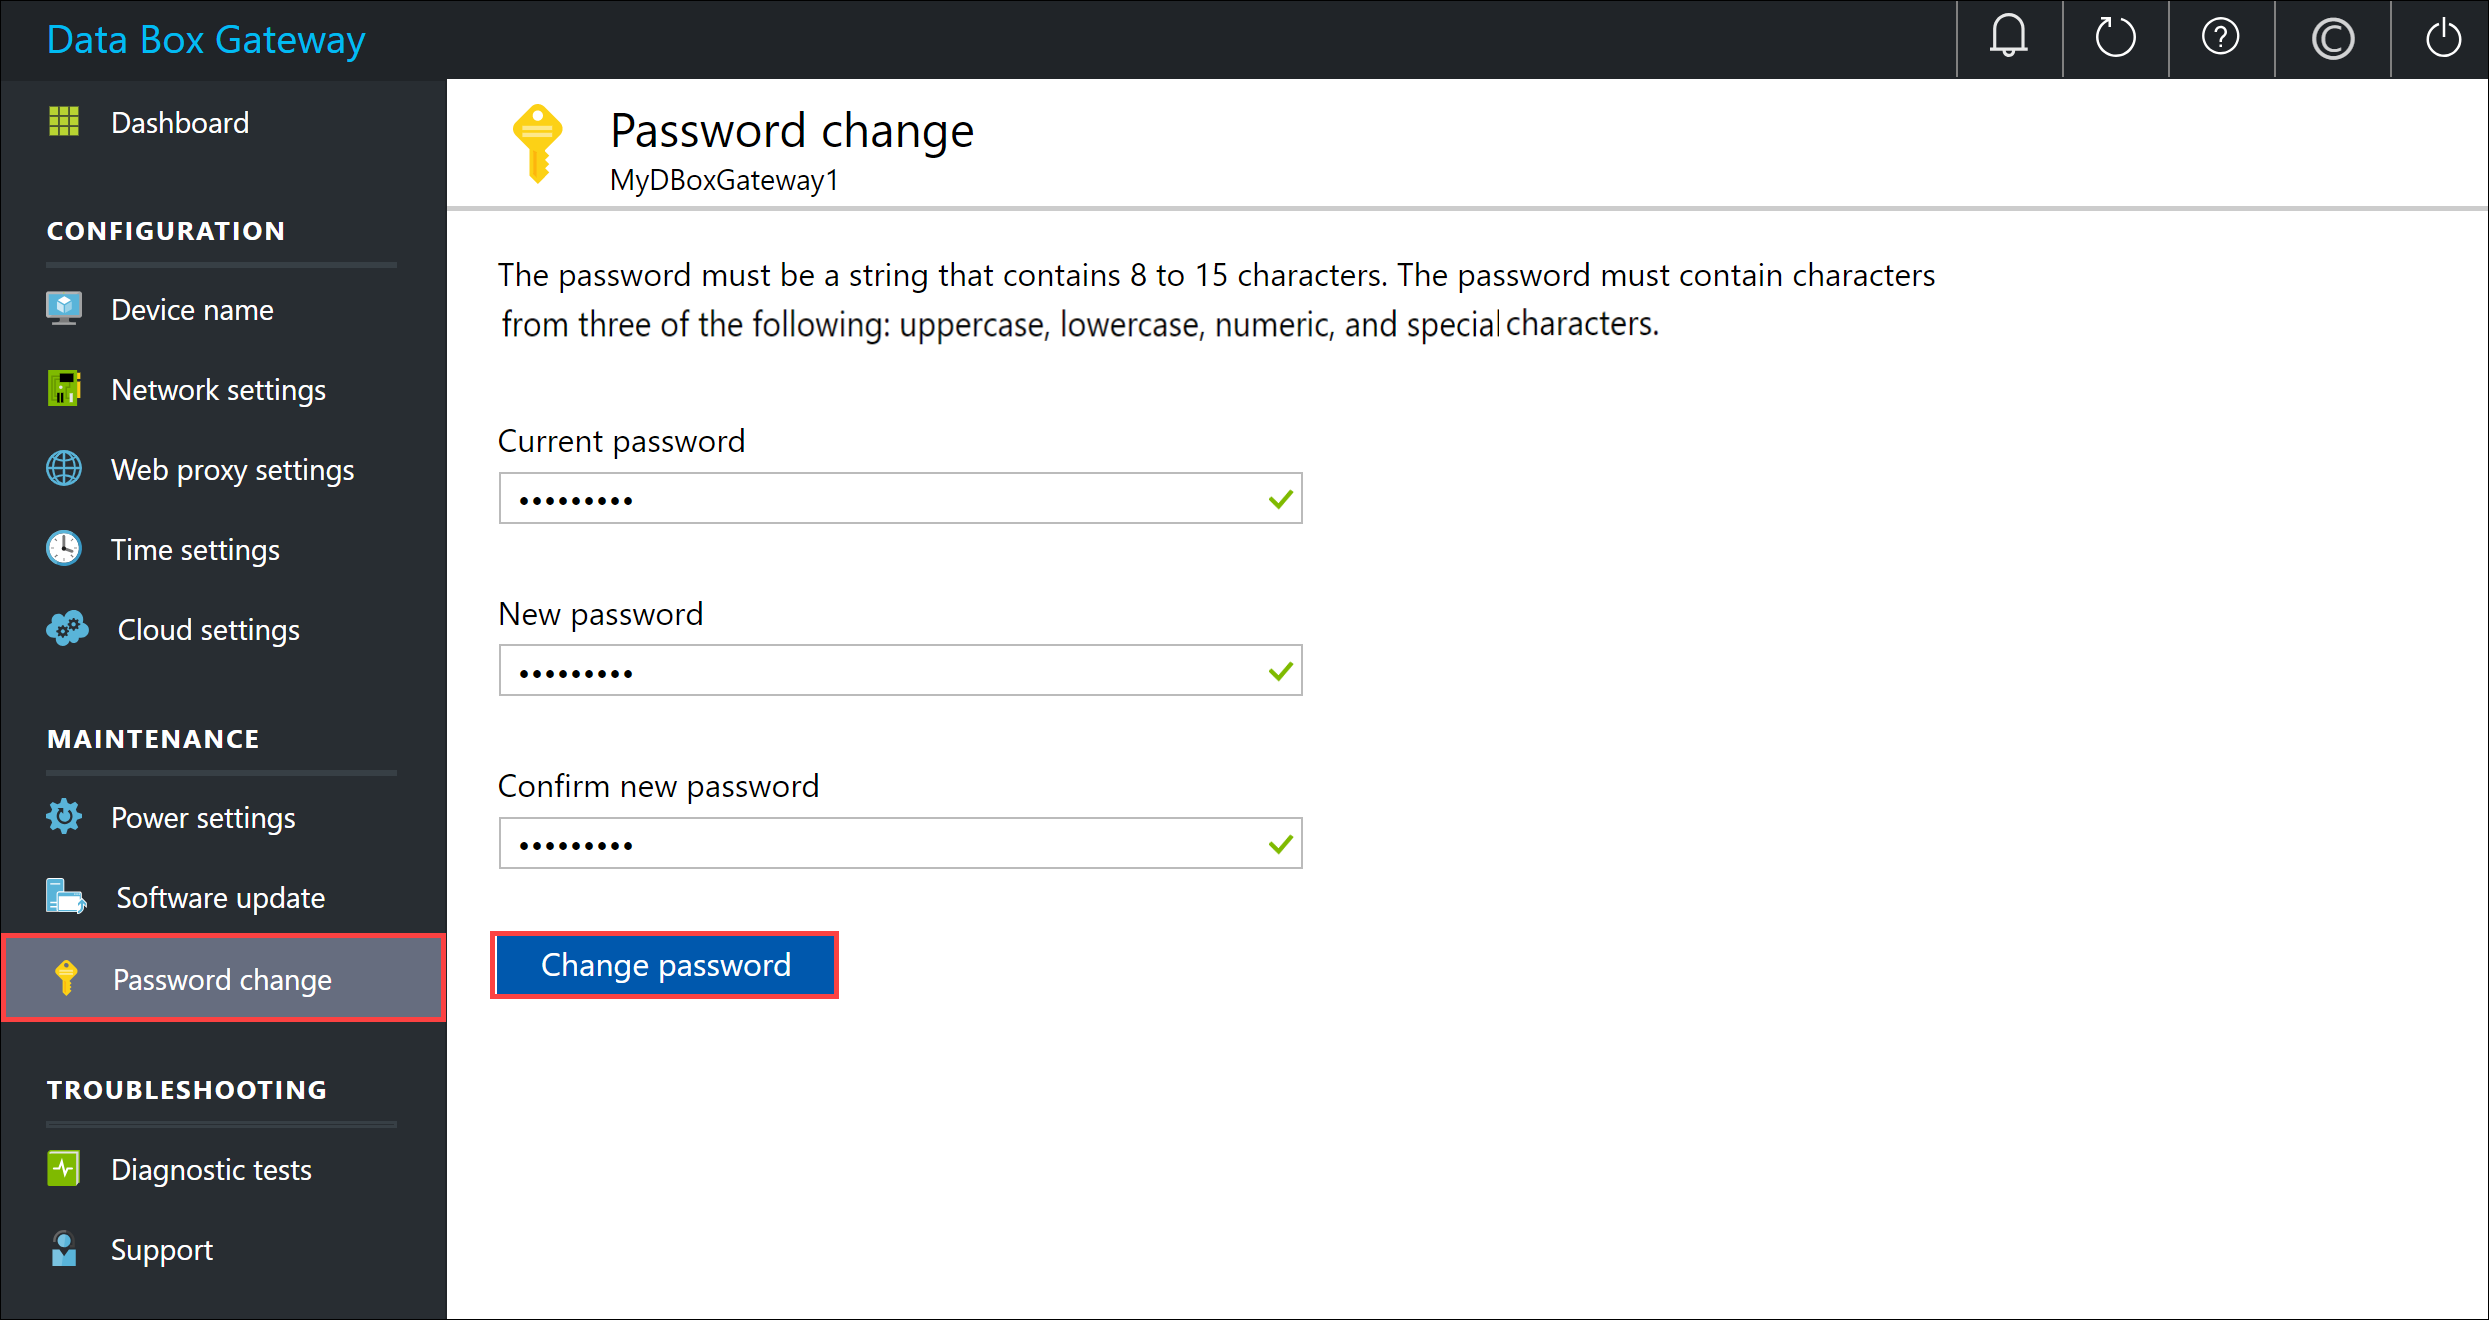 Data Box Gateway
?
©
Dashboard
CONFIGURATION
Device name
Network settings
Web proxy settings
Time settings
Cloud settings
MAINTENANCE
Power settings
Software update
Password change
TROUBLESHOOTING
Diagnostic tests
Support
Password change
MyDBoxGateway1
The password must be a string that contains 8 to 15 characters. The password must contain characters
from three of the following: uppercase, lowercase, numeric, and special characters.
Current password
•••••••••
New password
•••••••••
Confirm new password
•••••••••
Change password